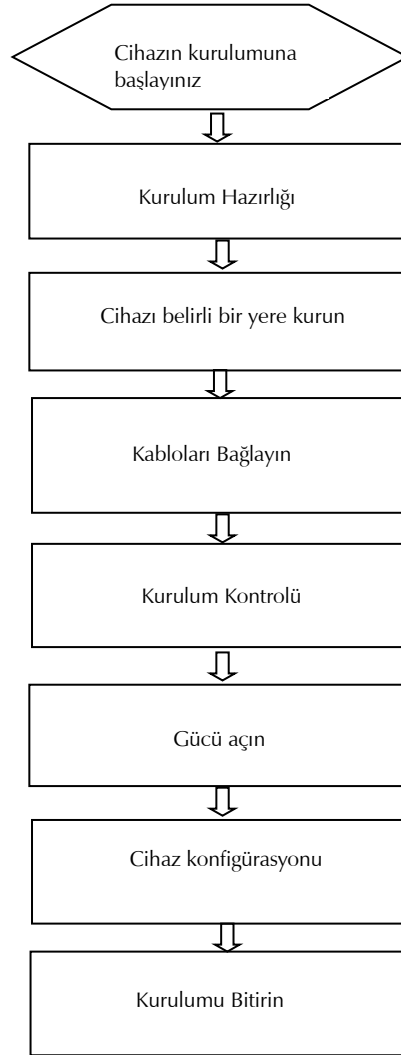 Cihazın kurulumuna
başlayınız
Kurulum Hazırlığı
Cihazı belirli bir yere kurun
Kabloları Bağlayın
Kurulum Kontrolü
Gücü açın
Cihaz konfigürasyonu
Kurulumu Bitirin